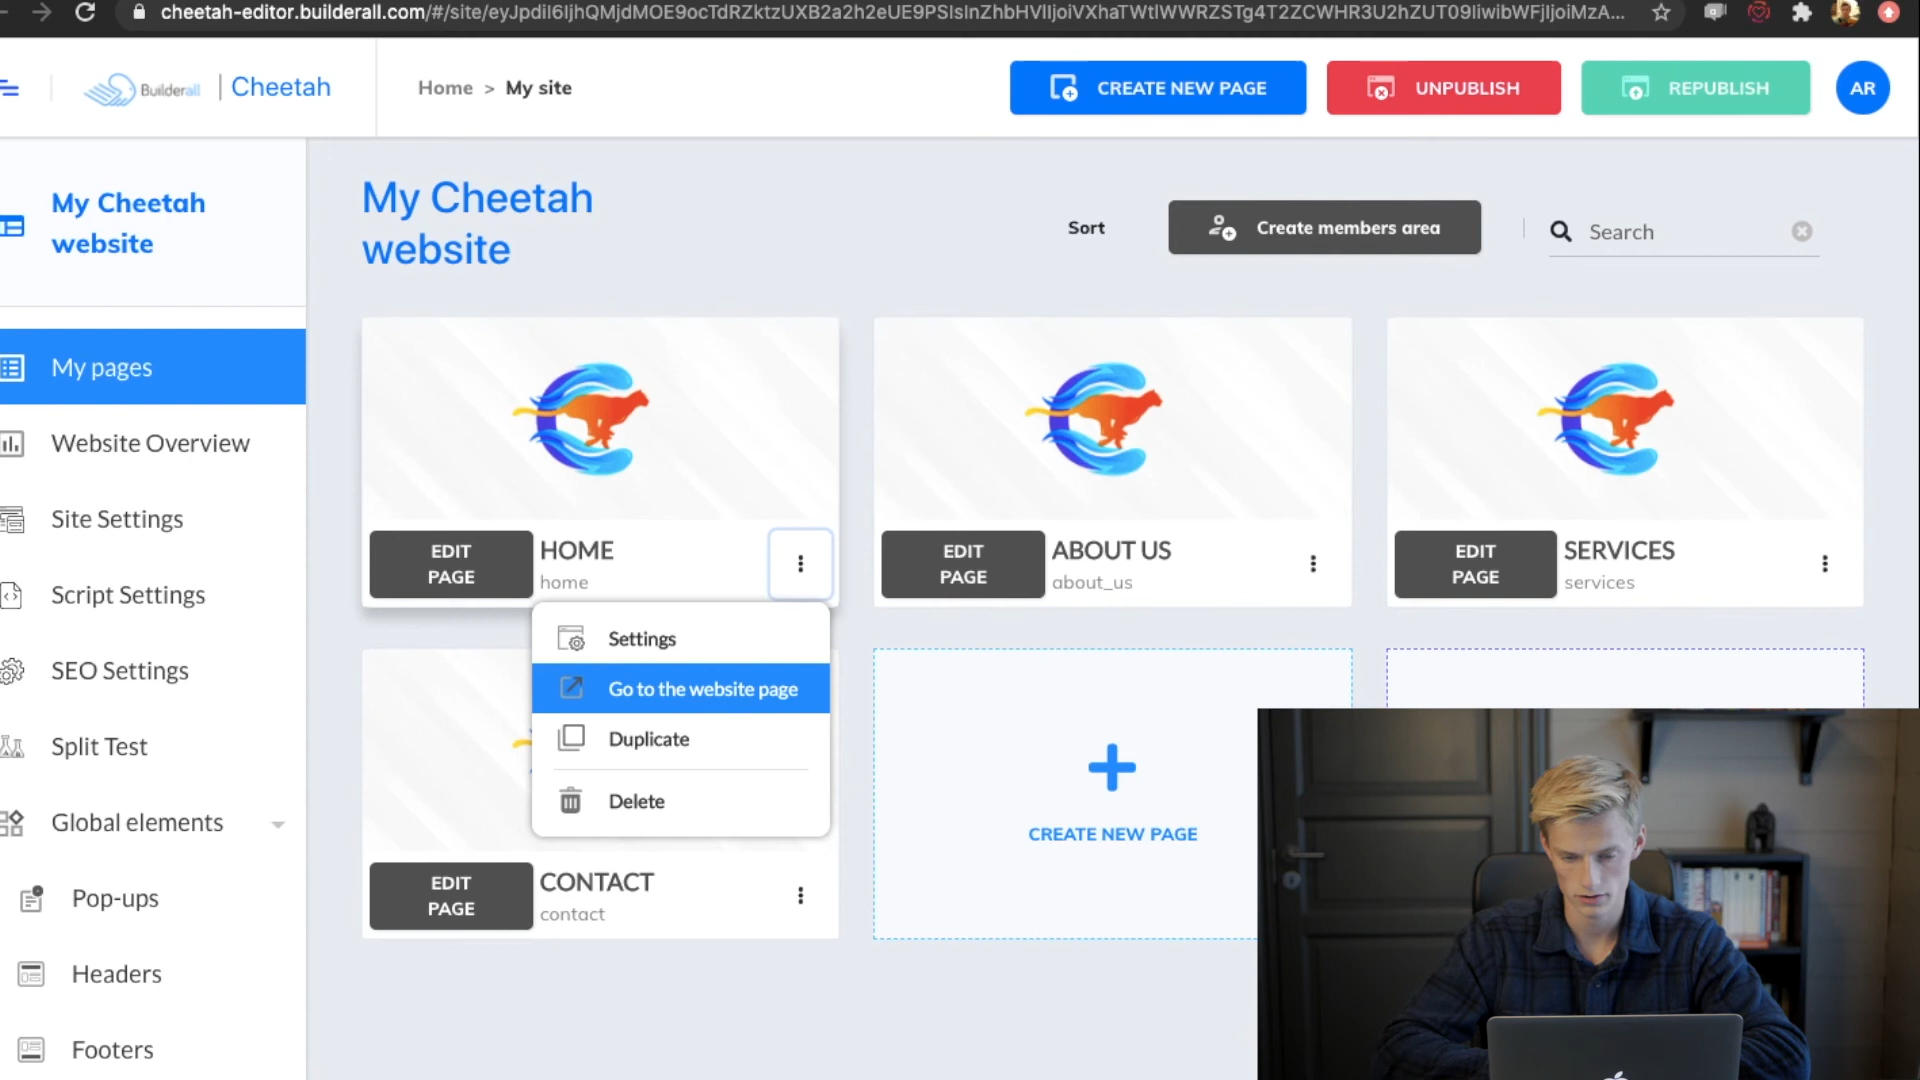 cheetah-editor.builderall.com
Builderall
Cheetah
Home > My site
CREATE NEW PAGE
UNPUBLISH
REPUBLISH
AR
My Cheetah
website
My pages
Website Overview
Site Settings
Script Settings
SEO Settings
Split Test
Global elements
Pop-ups
Headers
Footers
My Cheetah
website
Sort
Create members area
Search
EDIT
PAGE
HOME
home
EDIT
PAGE
ABOUT US
about_us
EDIT
PAGE
SERVICES
services
Settings
Go to the website page
Duplicate
Delete
EDIT
PAGE
CONTACT
contact
CREATE NEW PAGE